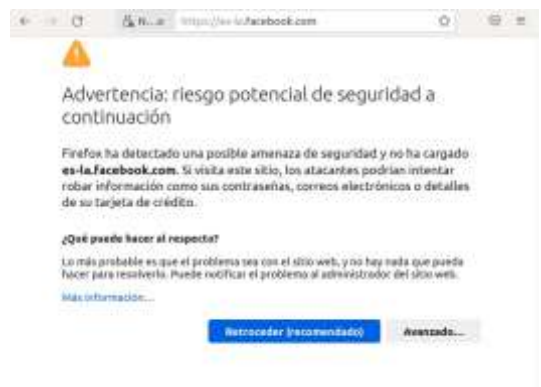 N...o https://es-la.facebook.com
Advertencia: riesgo potencial de seguridad a
continuación
Firefox ha detectado una posible amenaza de seguridad y no ha cargado
es-la.facebook.com. Si visita este sitio, los atacantes podrían intentar
robar información como sus contraseñas, correos electrónicos o detalles
de su tarjeta de crédito.
¿Qué puede hacer al respecto?
Lo más probable es que el problema sea con el sitio web, y no hay nada que pueda
hacer para resolverlo. Puede notificar el problema al administrador del sitio web.
Más información...
Retroceder (recomendado) Avanzado...